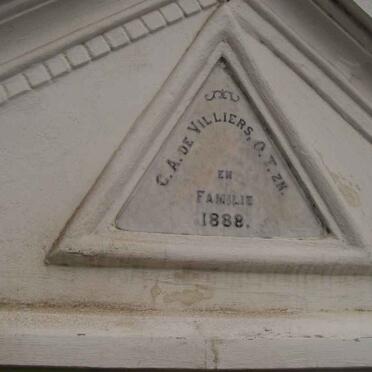 C. A. DE VILLIERS, O. T. ZN.
EN
FAMILIE
1888.